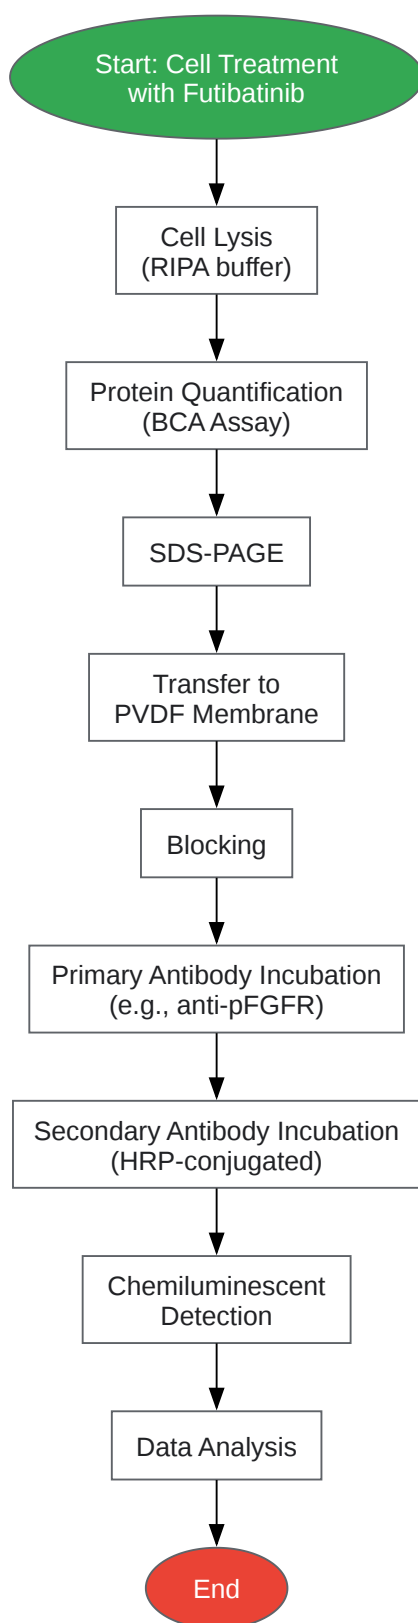 Start: Cell Treatment
with Futibatinib
Cell Lysis
(RIPA buffer)
Protein Quantification
(BCA Assay)
SDS-PAGE
Transfer to
PVDF Membrane
Blocking
Primary Antibody Incubation
(e.g., anti-pFGFR)
Secondary Antibody Incubation
(HRP-conjugated)
Chemiluminescent
Detection
Data Analysis
End